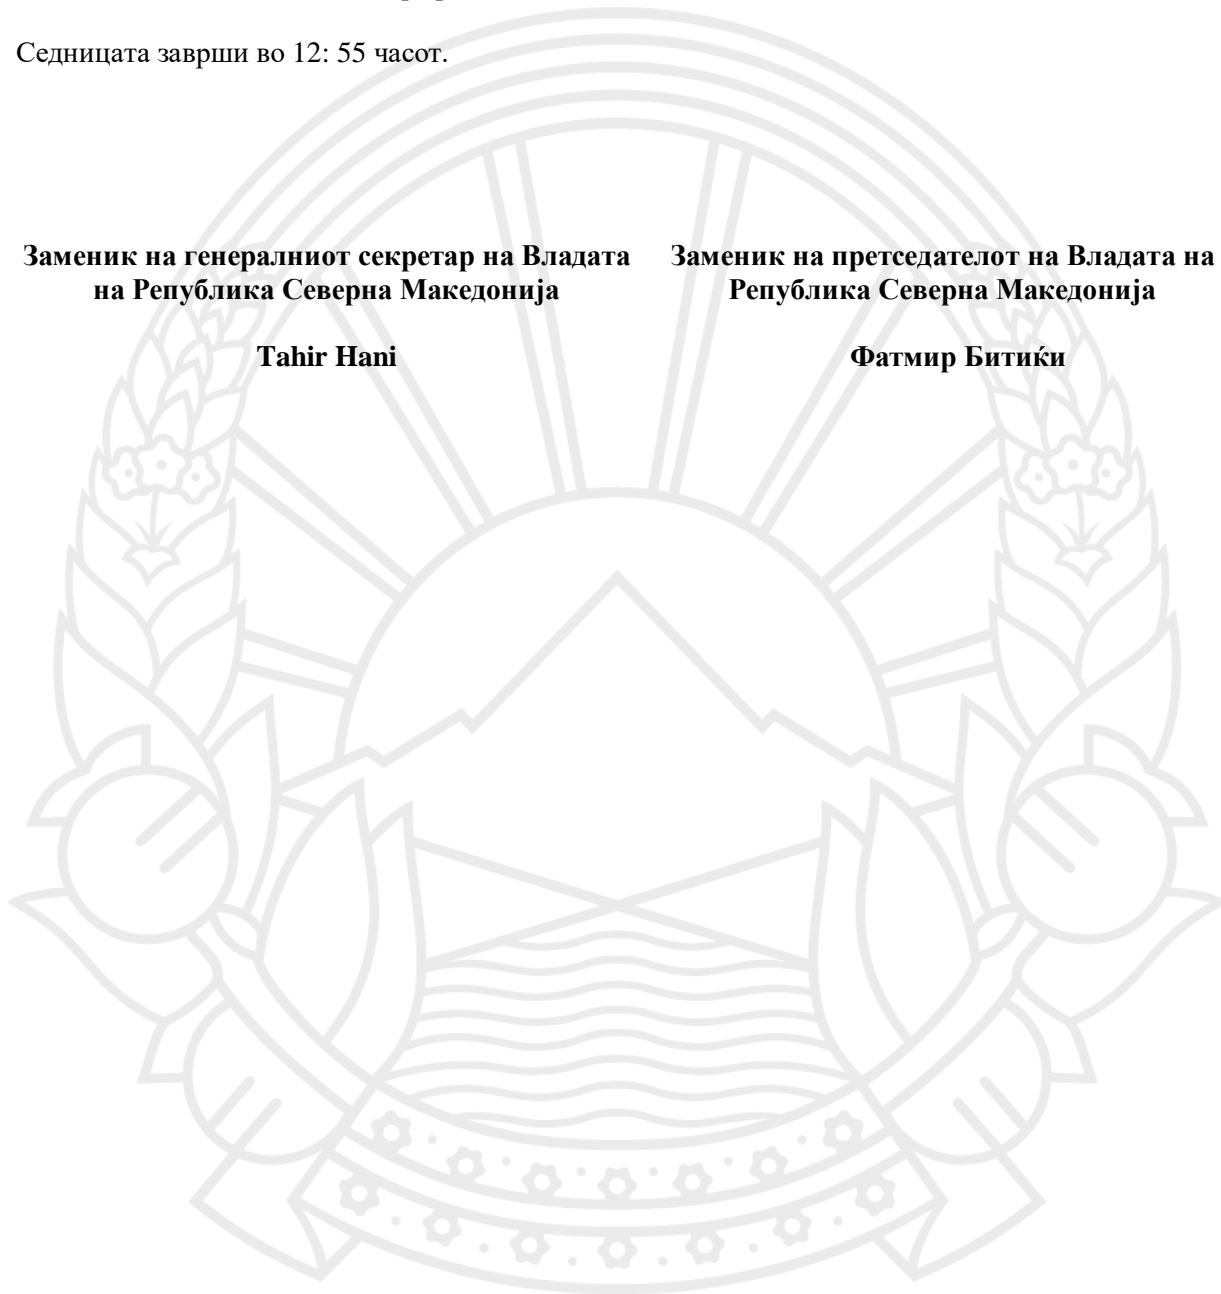 Седницата заврши во 12: 55 часот.
Заменик на генералниот секретар на Владата
на Република Северна Македонија
Tahir Hani
Заменик на претседателот на Владата на
Република Северна Македонија
Фатмир Битиќи